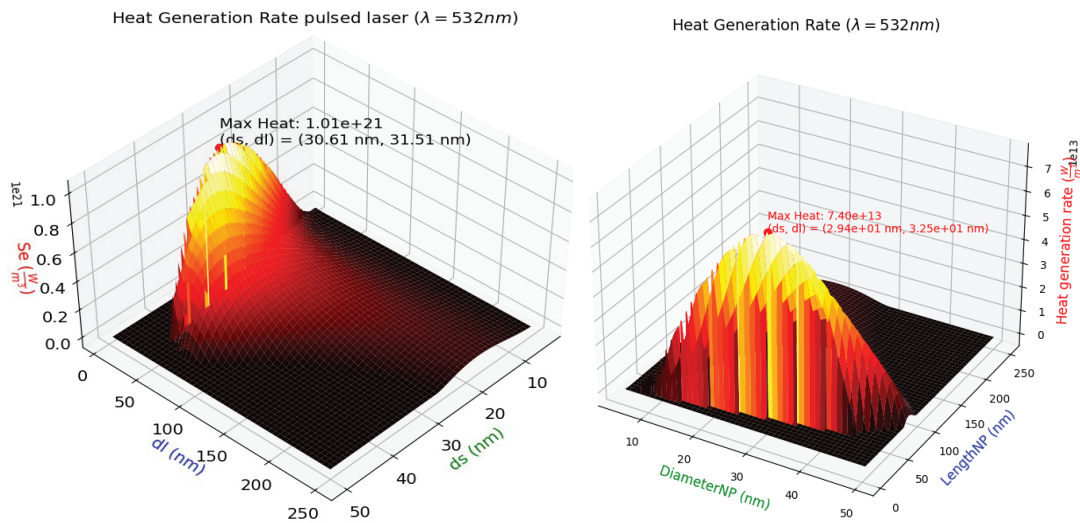 Heat Generation Rate pulsed laser (λ = 532nm)
Max Heat: 1.01e+21
(ds, dl) = (30.61 nm, 31.51 nm)
1e21
1.0
0.8
0.6
0.4
0.2
0.0
Se (W/m³)
0
50
100
150
200
250
dl (nm)
10
20
30
40
50
ds (nm)
Heat Generation Rate (λ = 532nm)
Max Heat: 7.40e+13
(ds, dl) = (2.94e+01 nm, 3.25e+01 nm)
1e13
7
6
5
4
3
2
1
0
Heat generation rate (W/m
10
20
30
40
50
DiameterNP (nm)
0
50
100
150
200
250
LengthNP (nm)